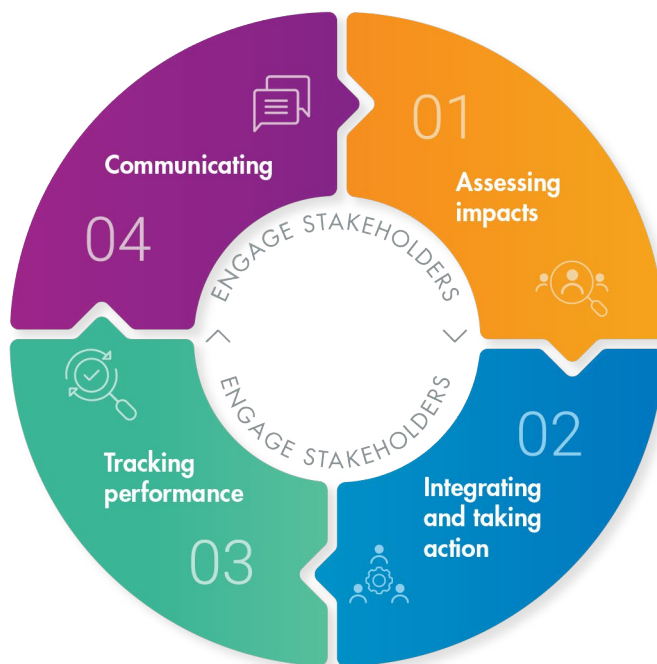 01
Assessing
impacts
02
Integrating
and taking
action
03
Tracking
performance
04
Communicating
ENGAGE STAKEHOLDERS
ENGAGE STAKEHOLDERS